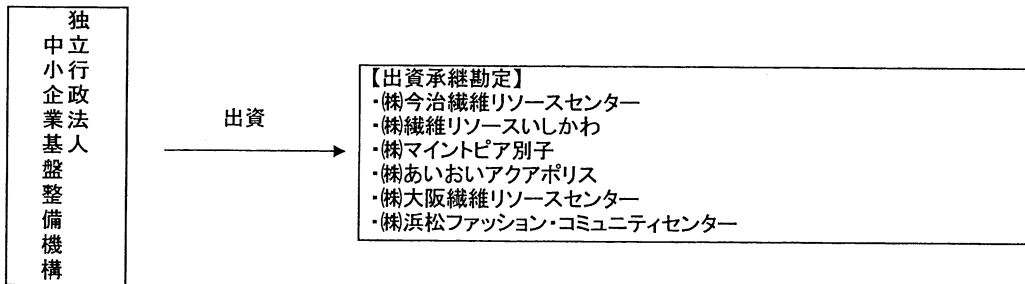 独立行政法人
中小企業基盤整備機構
出資
【出資承継勘定】
・㈱今治繊維リソースセンター
・㈱繊維リソースいしかわ
・㈱マイントピア別子
・㈱あいおいアクアポリス
・㈱大阪繊維リソースセンター
・㈱浜松ファッション・コミュニティセンター